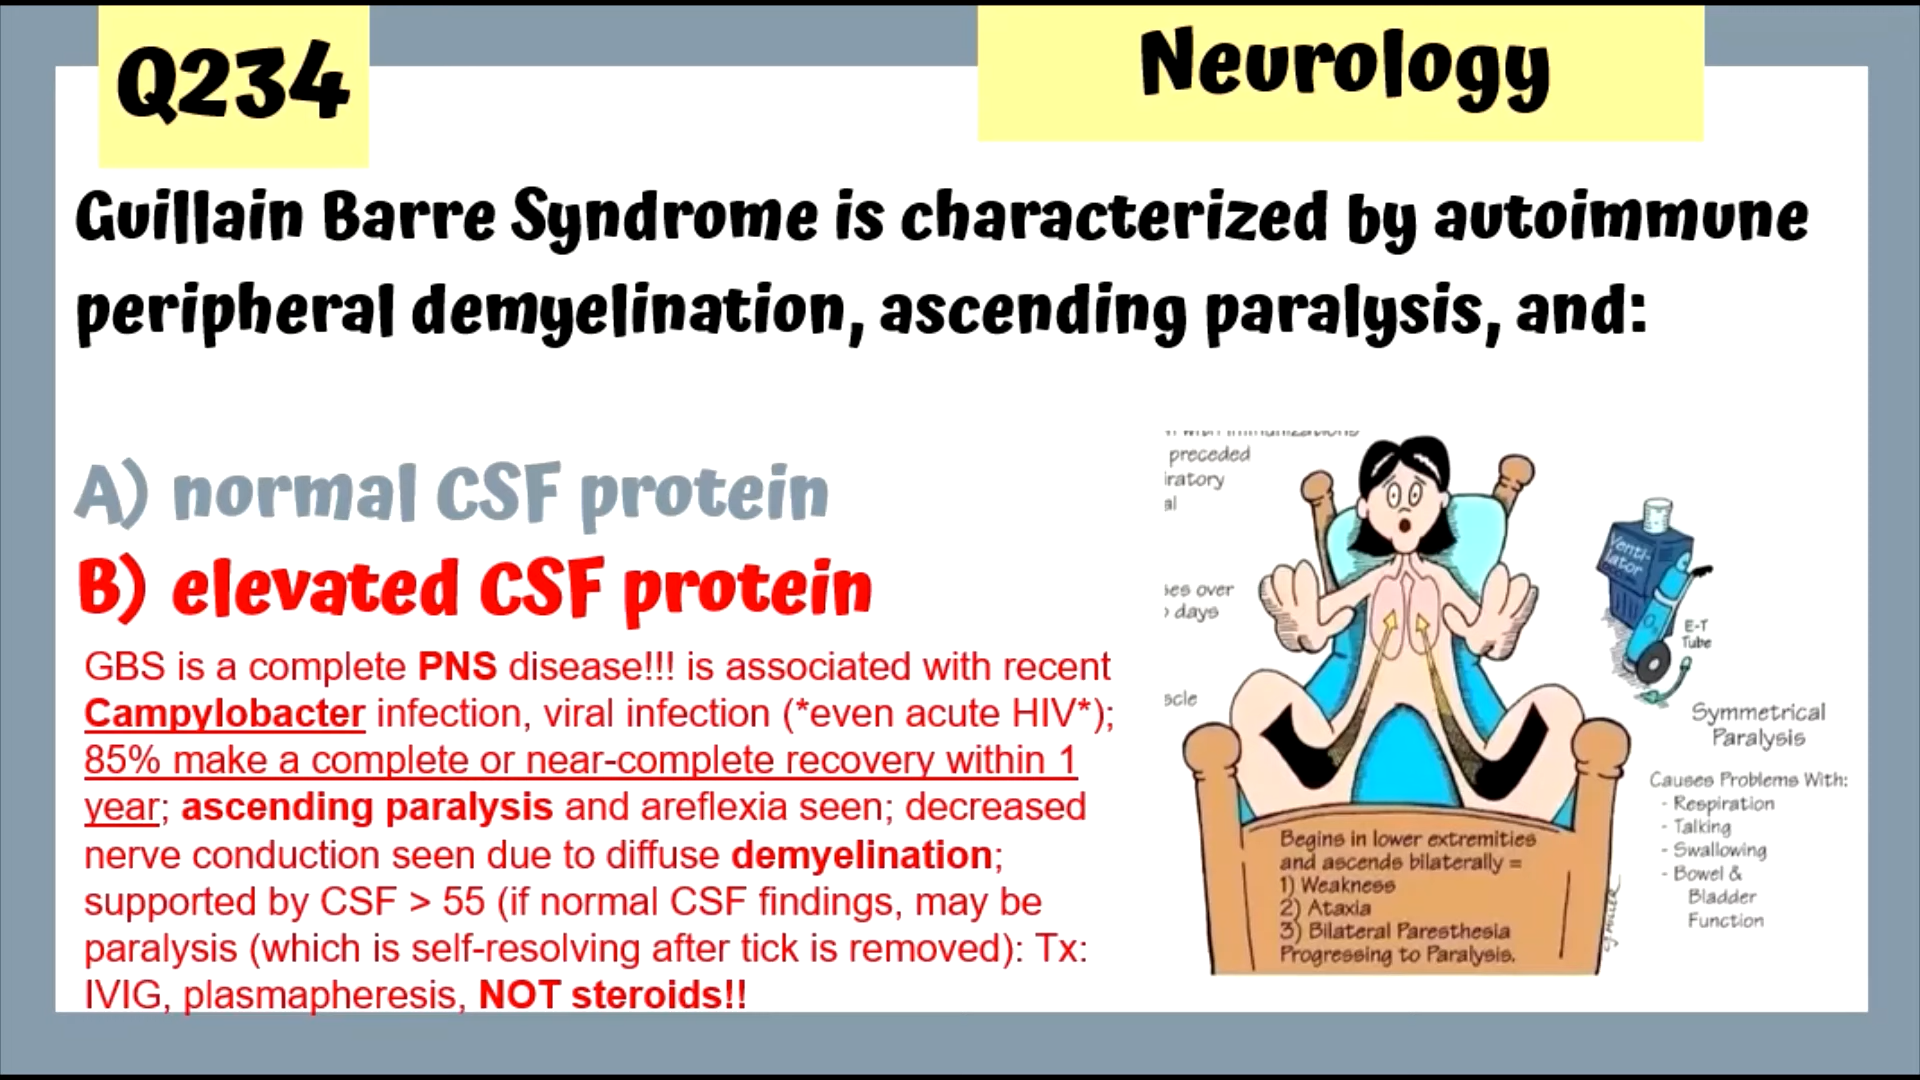 Q234
Neurology
Guillain Barre Syndrome is characterized by autoimmune
peripheral demyelination, ascending paralysis, and:
A) normal CSF protein
B) elevated CSF protein
GBS is a complete PNS disease!!! is associated with recent
Campylobacter infection, viral infection (*even acute HIV*);
85% make a complete or near-complete recovery within 1
year; ascending paralysis and areflexia seen; decreased
nerve conduction seen due to diffuse demyelination;
supported by CSF > 55 (if normal CSF findings, may be
paralysis (which is self-resolving after tick is removed): Tx:
IVIG, plasmapheresis, NOT steroids!!
preceded
iratory
al
ses over
days
scle
Venti-
lator
O₂
E-T
Tube
Symmetrical
Paralysis
Causes Problems With:
- Respiration
- Talking
- Swallowing
- Bowel &
Bladder
Function
Begins in lower extremities
and ascends bilaterally =
1) Weakness
2) Ataxia
3) Bilateral Paresthesia
Progressing to Paralysis.